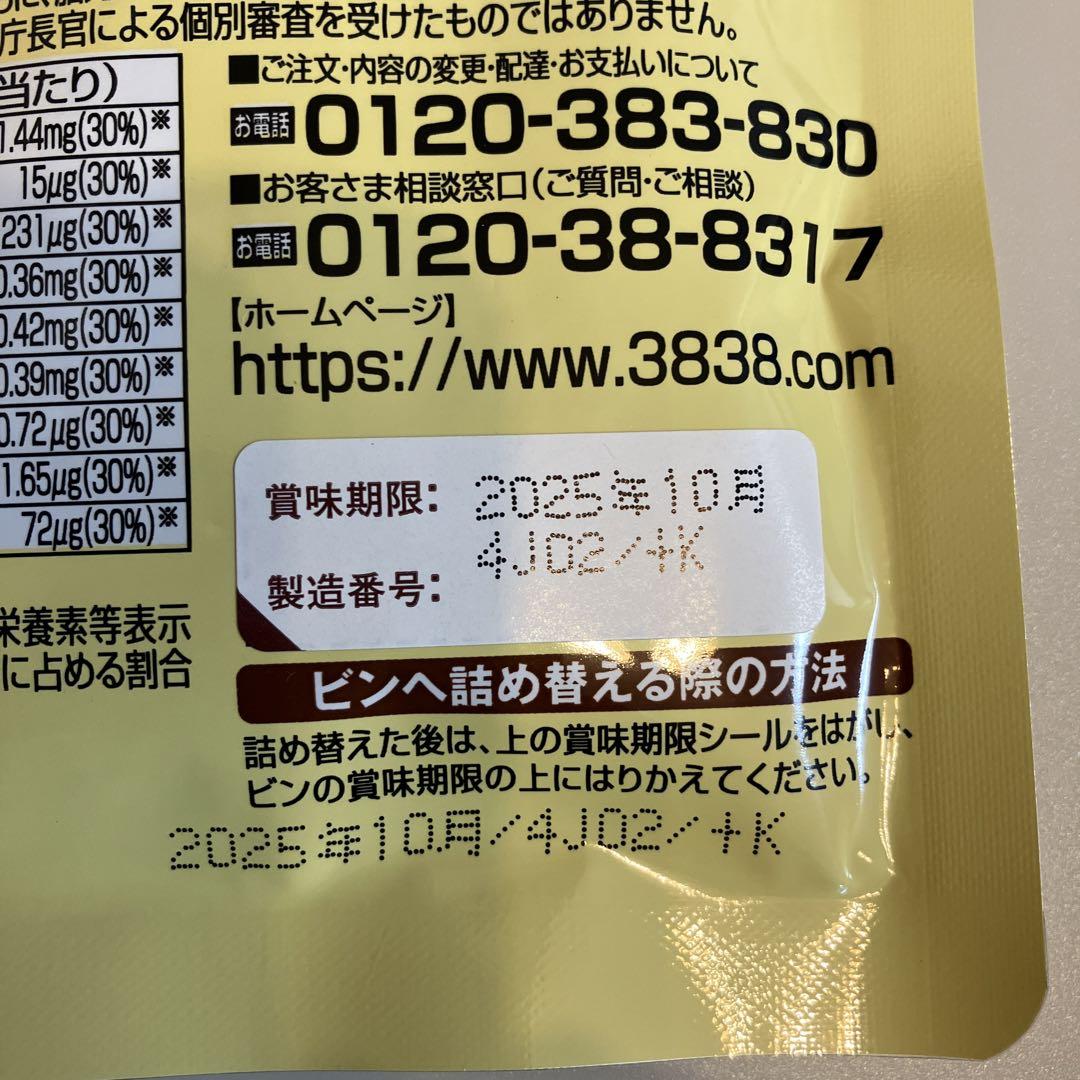 庁長官による個別審査を受けたものではありません。
当たり)
1.44mg(30%)※
15μg(30%)※
231μg(30%)※
0.36mg(30%)※
0.42mg(30%)※
0.39mg(30%)※
0.72μg(30%)※
1.65μg(30%)※
72μg(30%)※
栄養素等表示
に占める割合
■ご注文・内容の変更・配達・お支払いについて
お電話 0120-383-830
■お客さま相談窓口(ご質問・ご相談)
お電話 0120-38-8317
【ホームページ】
https://www.3838.com
賞味期限: 2025年10月
製造番号: 4J02/+K
ビンへ詰め替える際の方法
詰め替えた後は、上の賞味期限シールをはがし、
ビンの賞味期限の上にはりかえてください。
2025年10月/4J02/+K